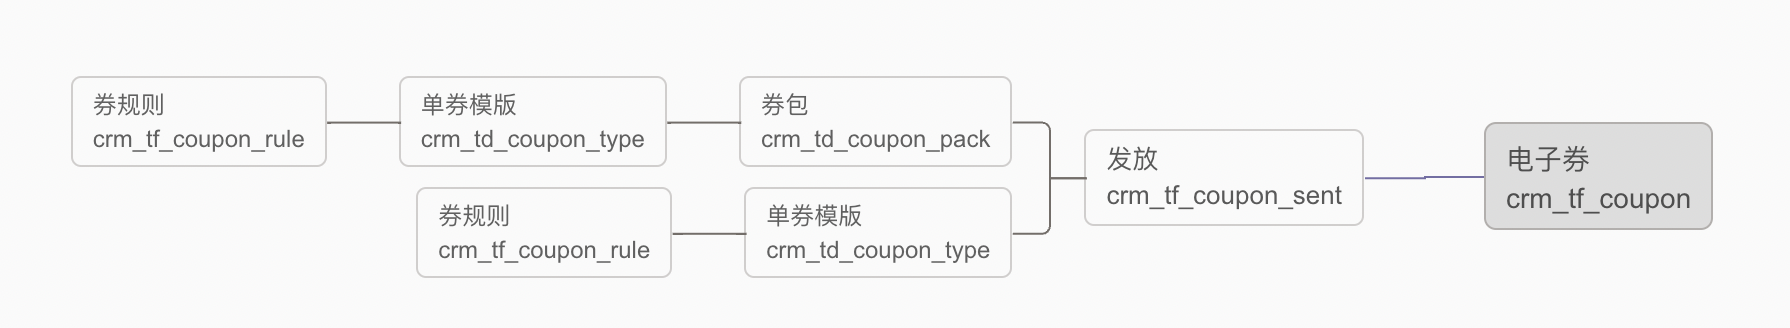 券规则
crm_tf_coupon_rule
单券模版
crm_td_coupon_type
券包
crm_td_coupon_pack
券规则
crm_tf_coupon_rule
单券模版
crm_td_coupon_type
发放
crm_tf_coupon_sent
电子券
crm_tf_coupon